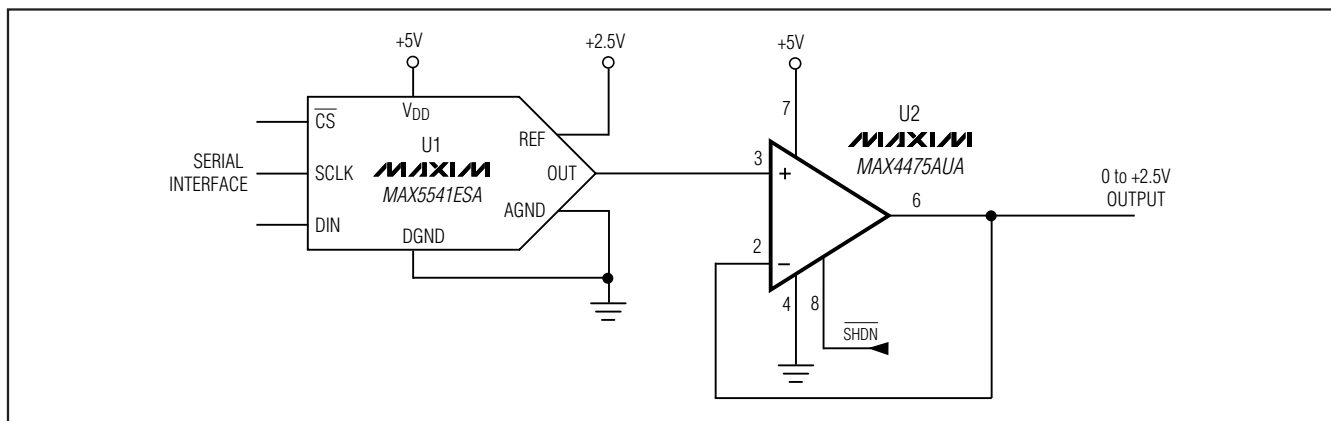 +5V
+2.5V
+5V
CS
VDD
REF
7
U1
U2
SERIAL
INTERFACE
SCLK
MAXIM
MAX5541ESA
OUT
3
+
MAXIM
MAX4475AUA
0 to +2.5V
OUTPUT
DIN
AGND
DGND
6
2
–
4
8
SHDN